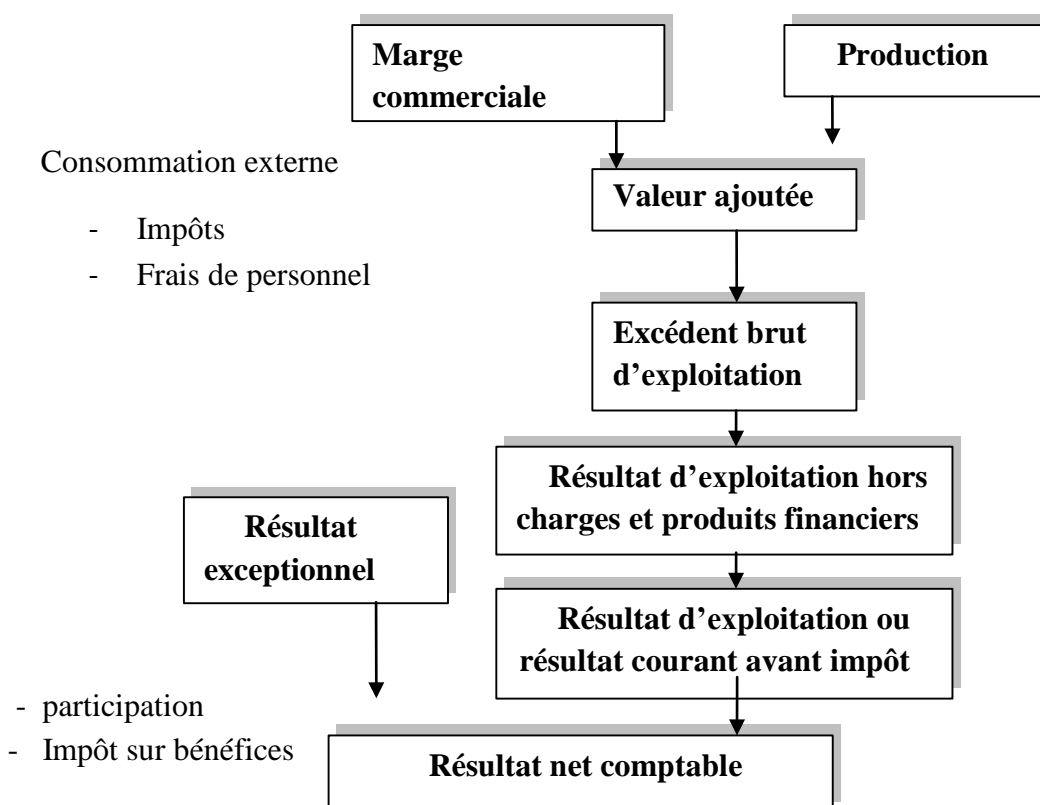 Marge
commerciale
Production
Consommation externe
Valeur ajoutée
- Impôts
- Frais de personnel
Excédent brut
d’exploitation
Résultat d’exploitation hors
charges et produits financiers
Résultat
exceptionnel
Résultat d’exploitation ou
résultat courant avant impôt
- participation
- Impôt sur bénéfices
Résultat net comptable